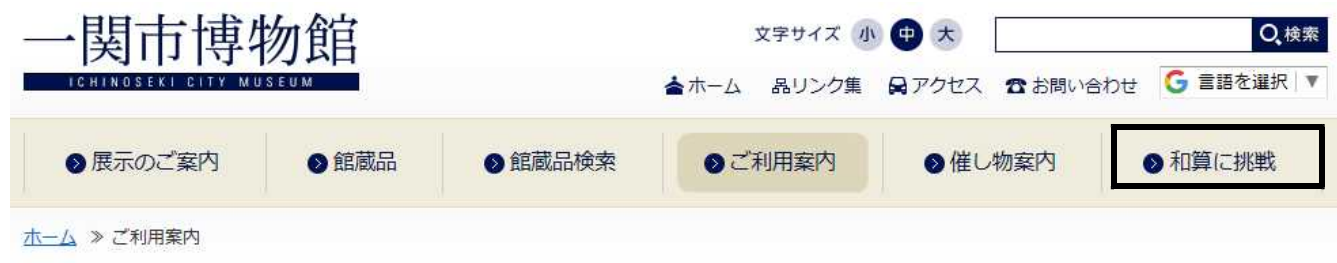 一関市博物館
ICHINOSEKI CITY MUSEUM
文字サイズ 小 中 大
検索
ホーム リンク集 アクセス お問い合わせ G 言語を選択 ▼
展示のご案内 館蔵品 館蔵品検索 ご利用案内 催し物案内 和算に挑戦
ホーム ≫ ご利用案内